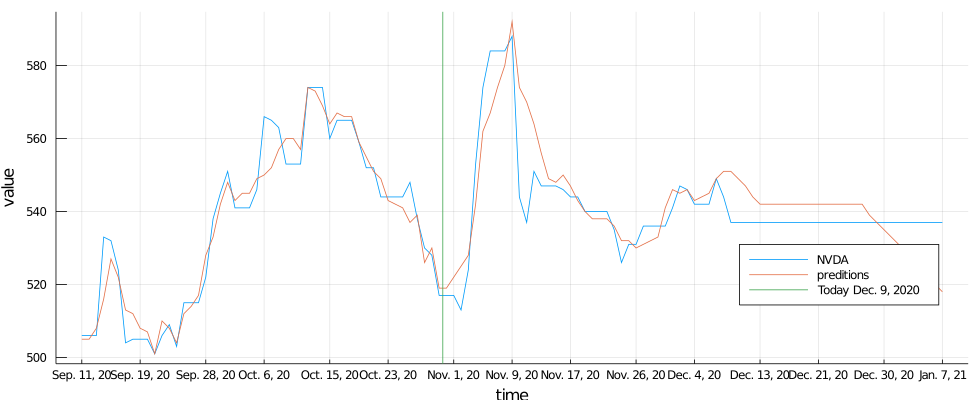 value
580
560
540
520
500
NVDA
preditions
Today Dec. 9, 2020
Sep. 11, 20 Sep. 19, 20 Sep. 28, 20 Oct. 6, 20 Oct. 15, 20 Oct. 23, 20 Nov. 1, 20 Nov. 9, 20 Nov. 17, 20 Nov. 26, 20 Dec. 4, 20 Dec. 13, 20 Dec. 21, 20 Dec. 30, 20 Jan. 7, 21
time